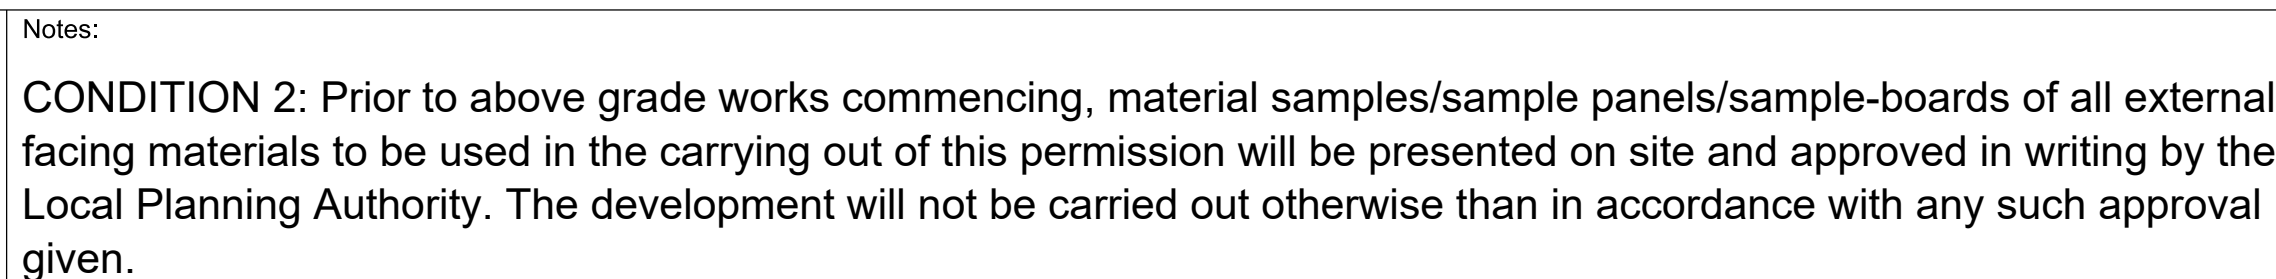 Notes:
CONDITION 2: Prior to above grade works commencing, material samples/sample panels/sample-boards of all external
facing materials to be used in the carrying out of this permission will be presented on site and approved in writing by the
Local Planning Authority. The development will not be carried out otherwise than in accordance with any such approval
given.